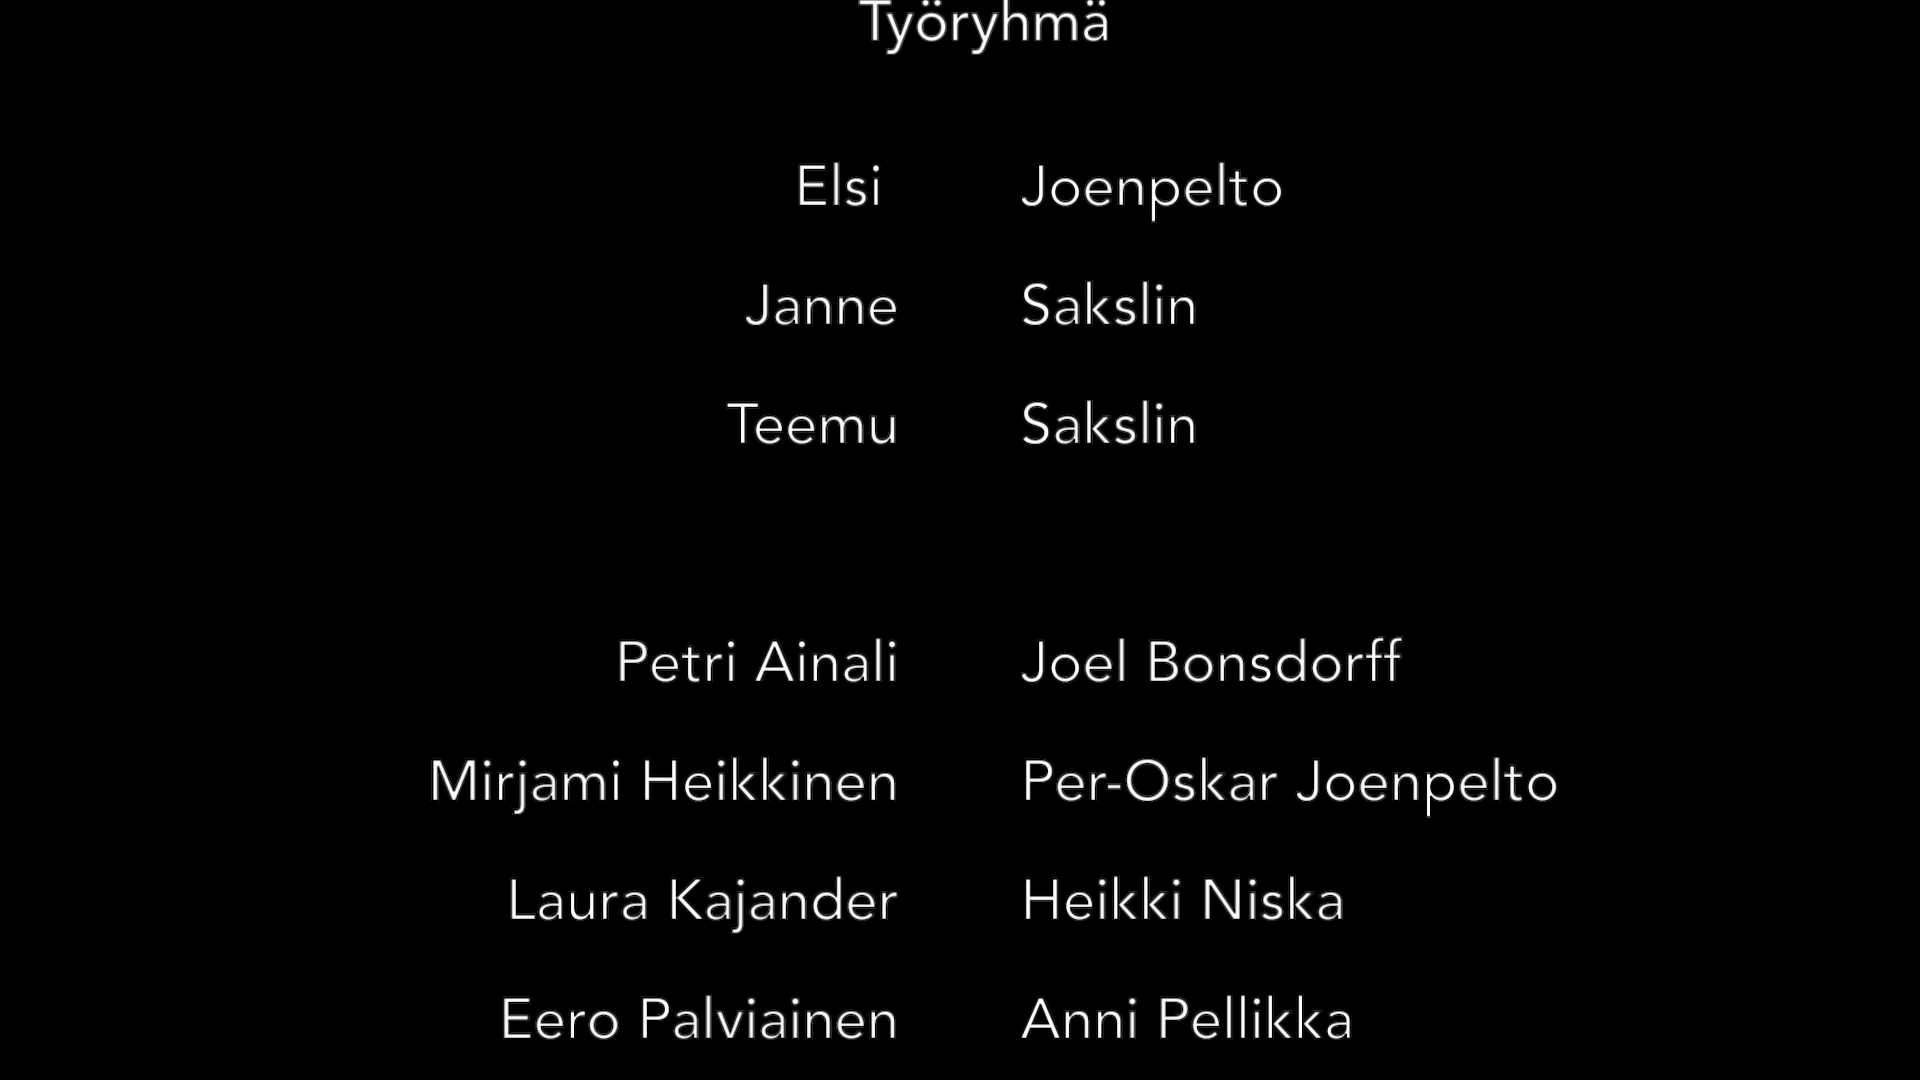 Työryhmä
Elsi Joenpelto
Janne Sakslin
Teemu Sakslin
Petri Ainali Joel Bonsdorff
Mirjami Heikkinen Per-Oskar Joenpelto
Laura Kajander Heikki Niska
Eero Palviainen Anni Pellikka